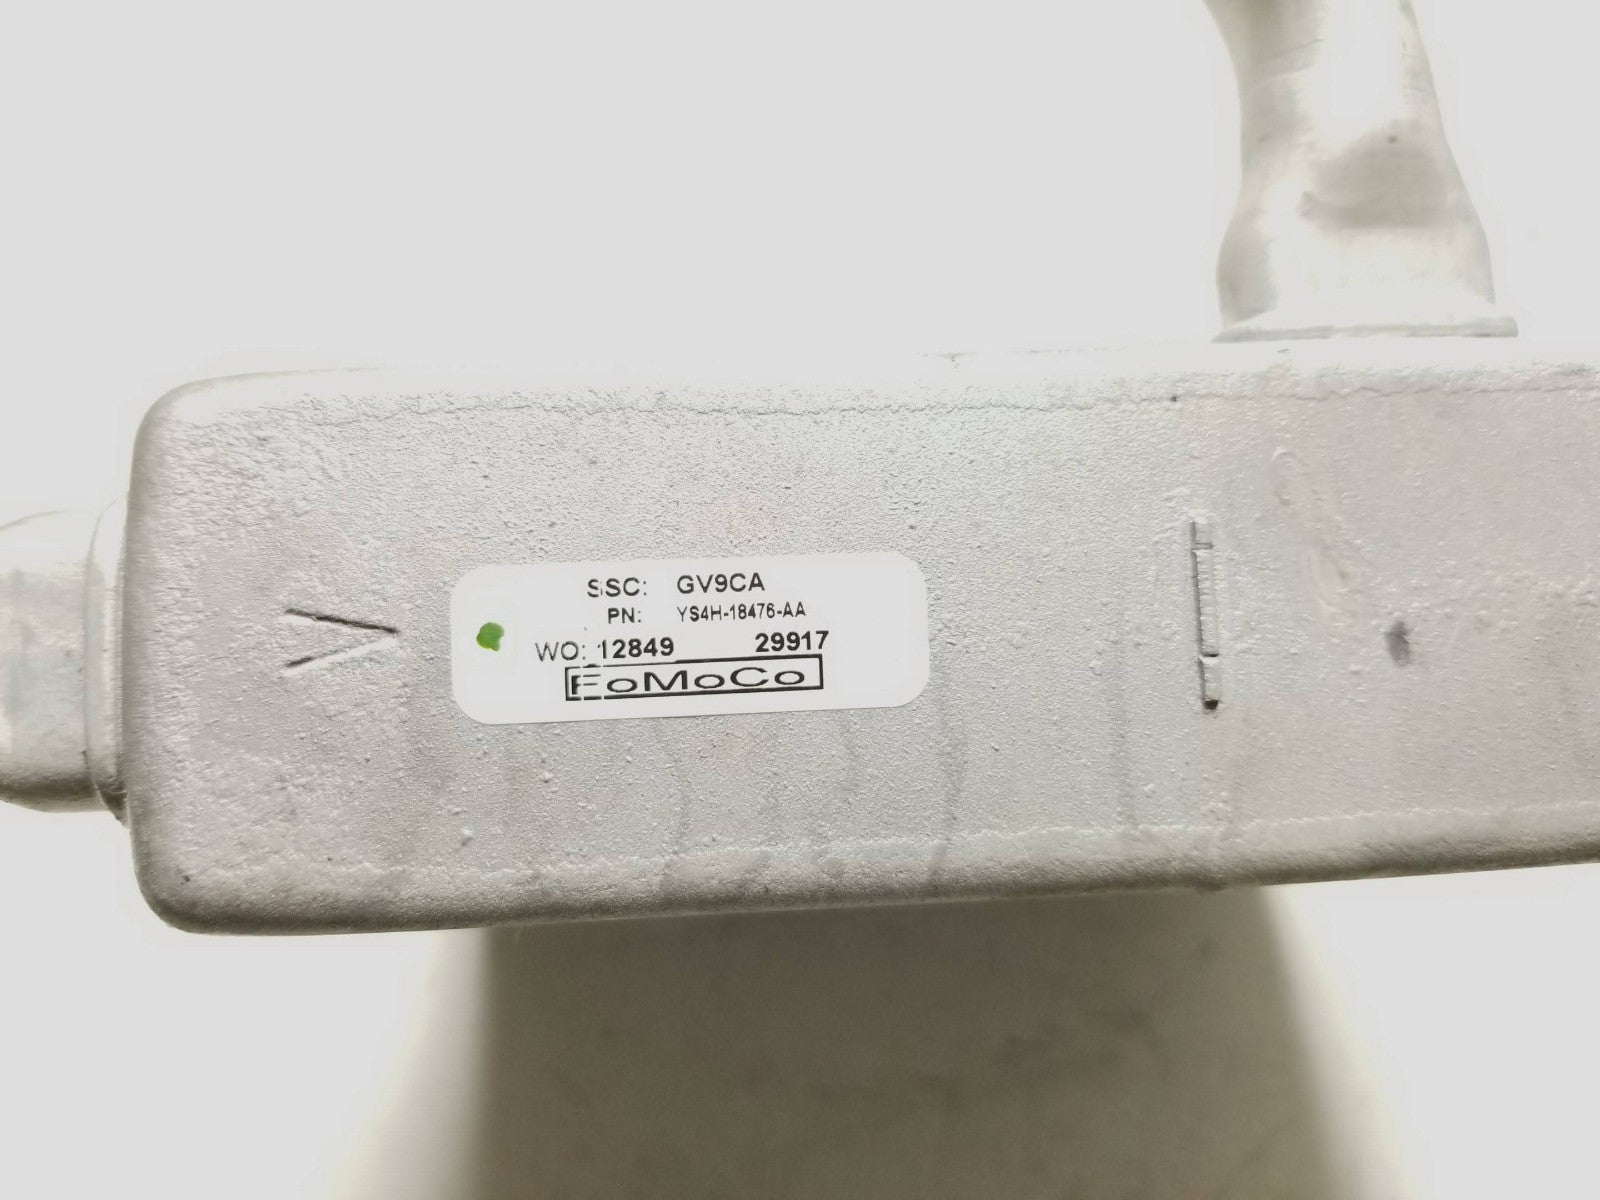 SSC: GV9CA
PN: YS4H-18476-AA
WO: 12849 29917
FoMoCo